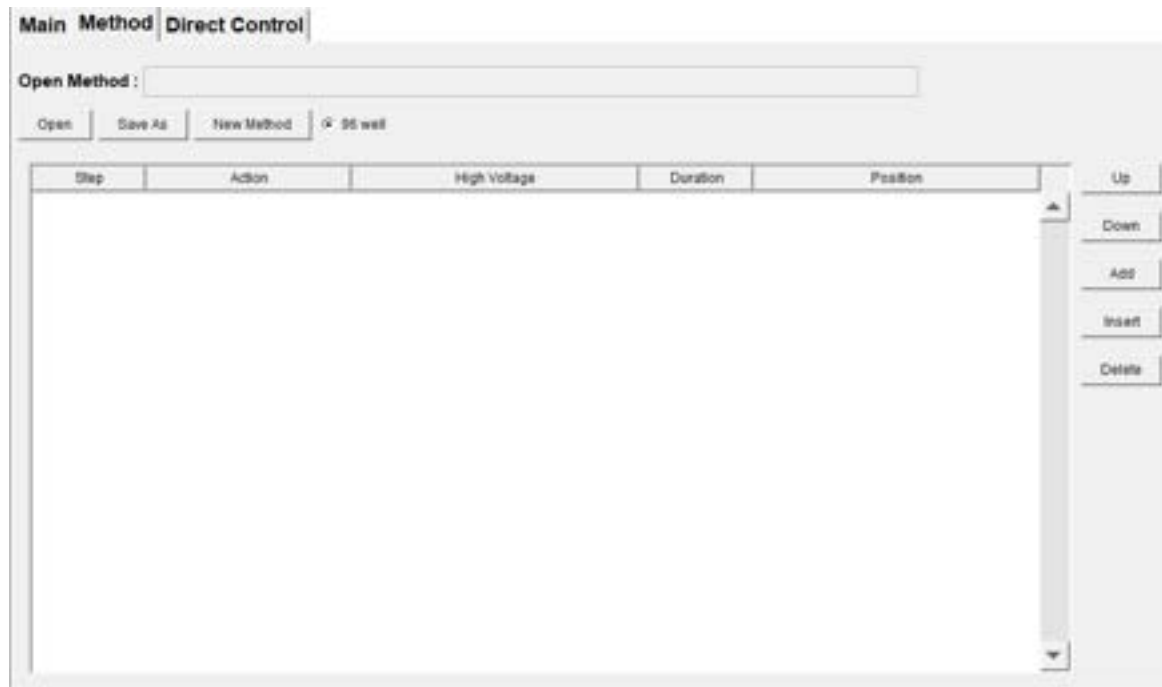 Main Method Direct Control
Open Method :
Open Save As New Method 96 well
Step Action High Voltage Duration Position
Up
Down
Add
Insert
Delete